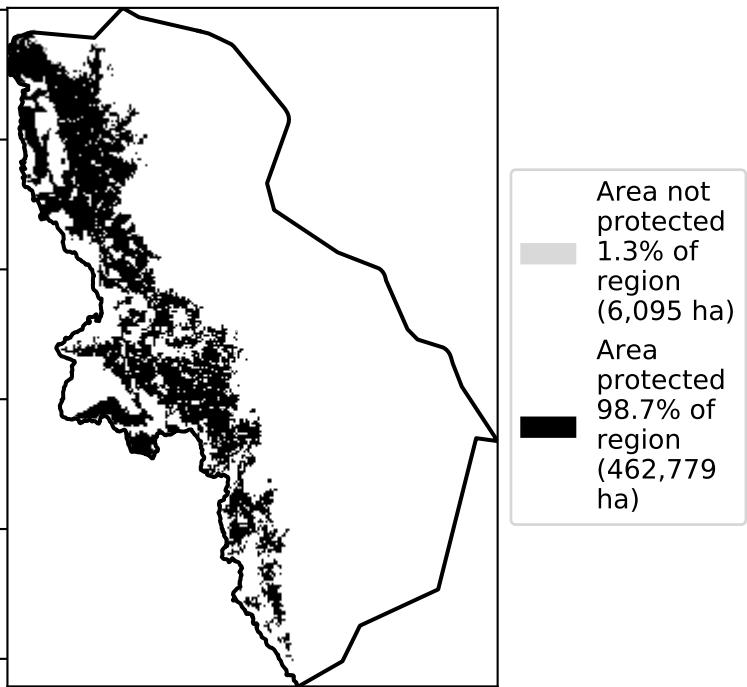 Area not
protected
1.3% of
region
(6,095 ha)
Area
protected
98.7% of
region
(462,779
ha)